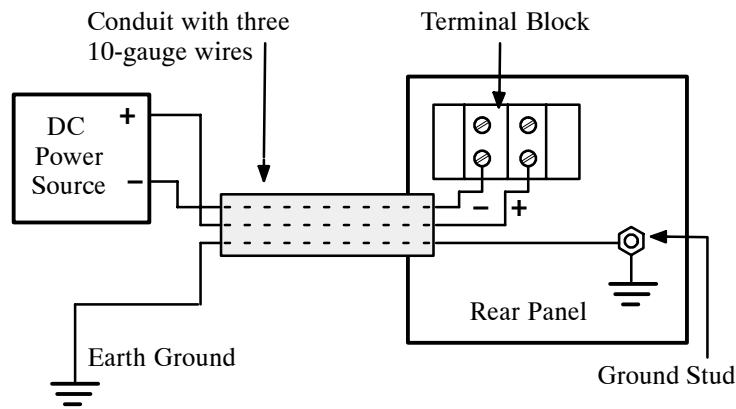 Conduit with three
10-gauge wires
Terminal Block
DC
Power
Source
+
−
− +
Rear Panel
Earth Ground
Ground Stud